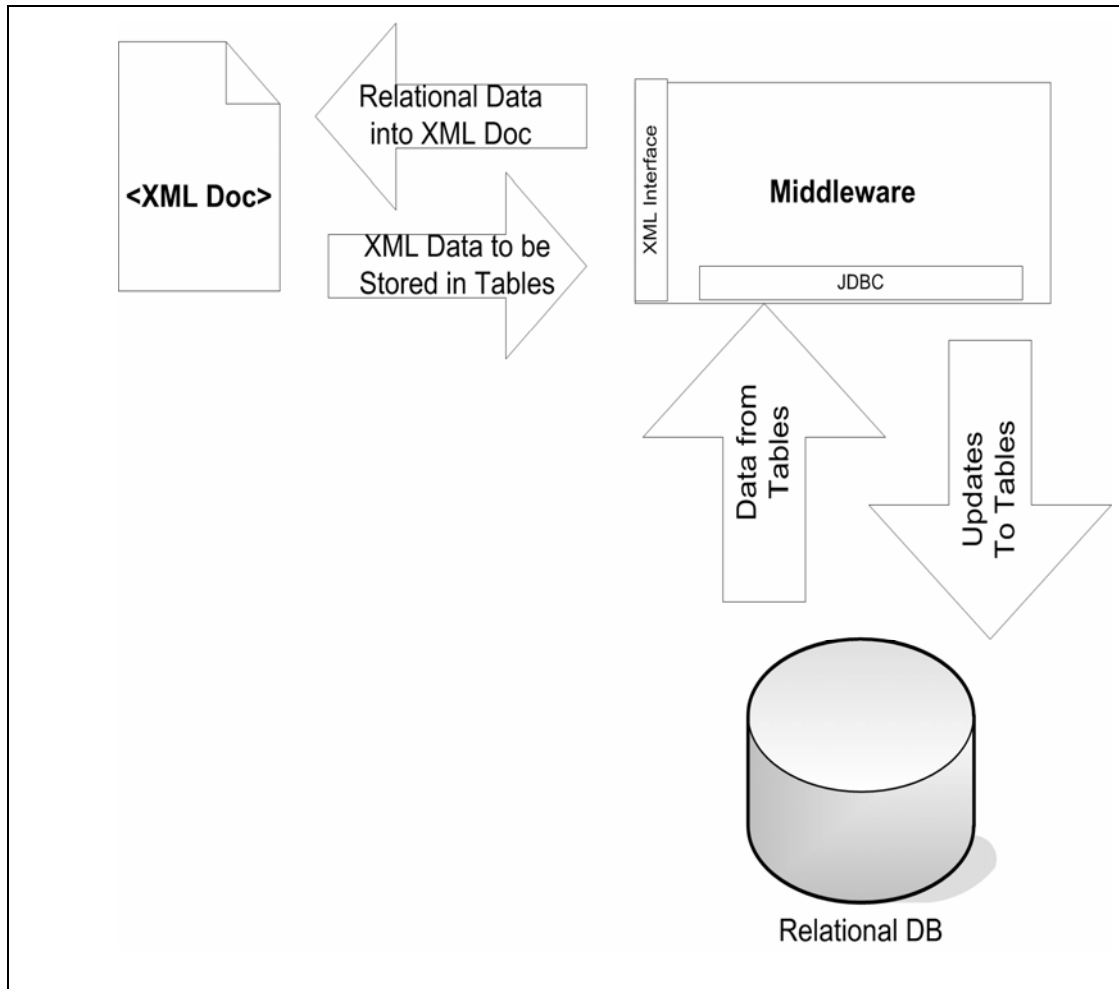 <XML Doc>
Relational Data
into XML Doc
XML Data to be
Stored in Tables
XML Interface
Middleware
JDBC
Data from
Tables
Updates
To Tables
Relational DB